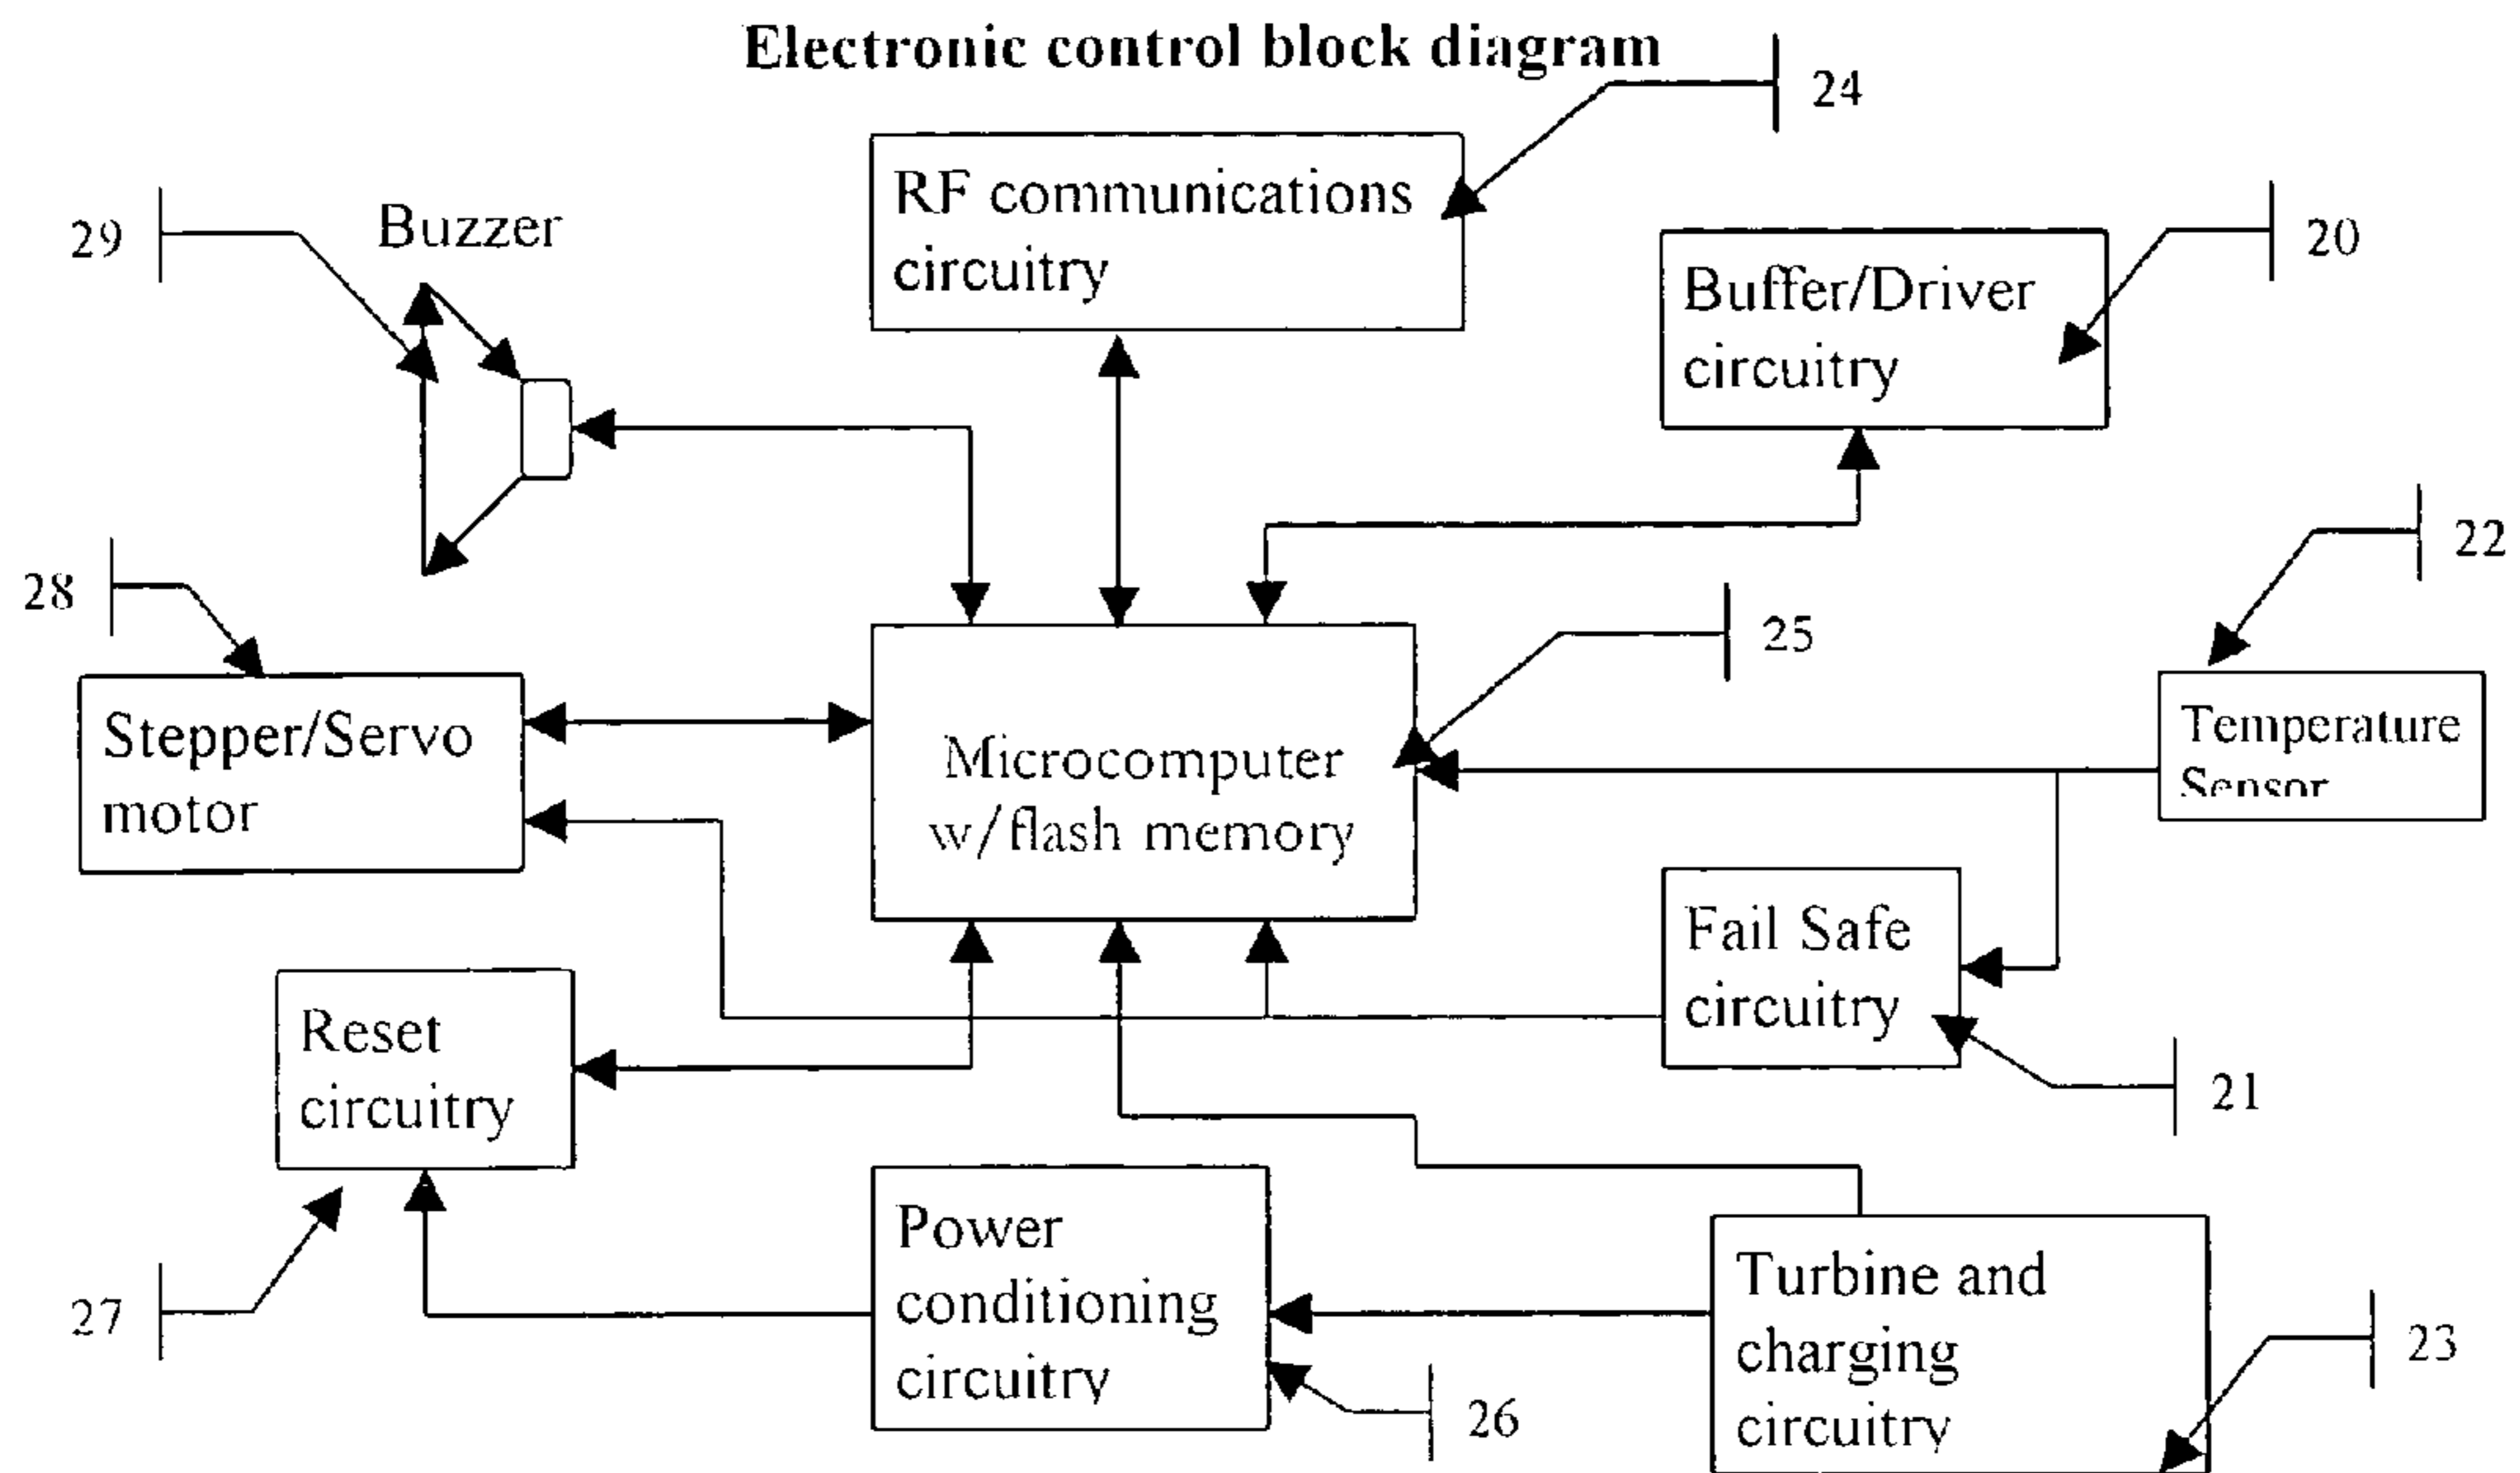 Electronic control block diagram
24
RF communications
circuitry
29
Buzzer
20
Buffer/Driver
circuitry
22
28
25
Stepper/Servo
motor
Microcomputer
w/flash memory
Temperature
Sensor
Fail Safe
circuitry
21
Reset
circuitry
27
Power
conditioning
circuitry
26
Turbine and
charging
circuitry
23